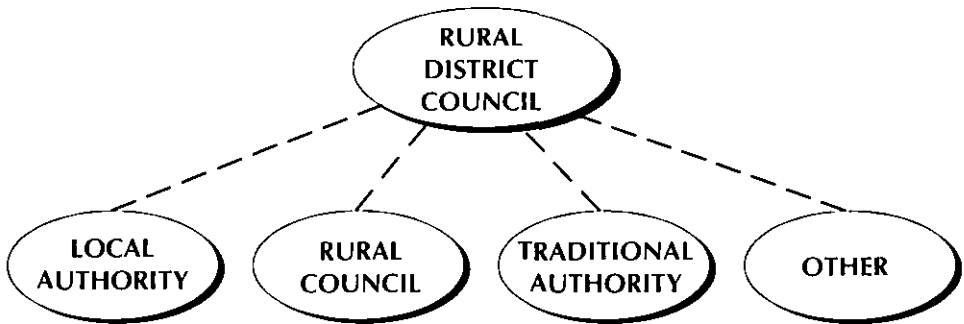 RURAL
DISTRICT
COUNCIL
LOCAL
AUTHORITY
RURAL
COUNCIL
TRADITIONAL
AUTHORITY
OTHER